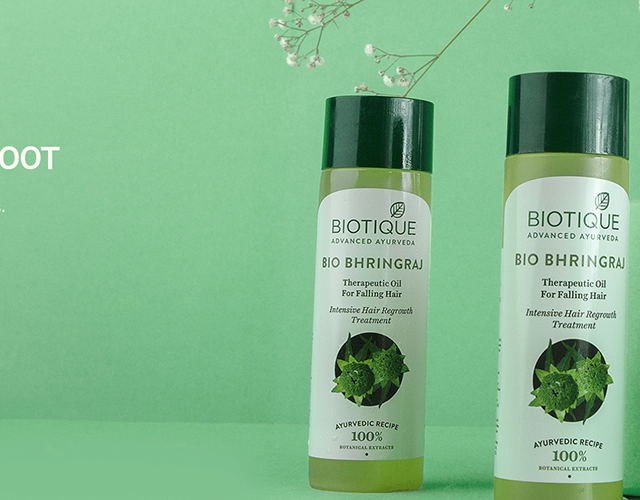 OOT
BIOTIQUE
ADVANCED AYURVEDA
BIO BHRINGRAJ
Therapeutic Oil
For Falling Hair
Intensive Hair Regrowth
Treatment
AYURVEDIC RECIPE
100%
BOTANICAL EXTRACTS
BIOTIQUE
ADVANCED AYURVEDA
BIO BHRINGRAJ
Therapeutic Oil
For Falling Hair
Intensive Hair Regrowth
Treatment
AYURVEDIC RECIPE
100%
BOTANICAL EXTRACTS